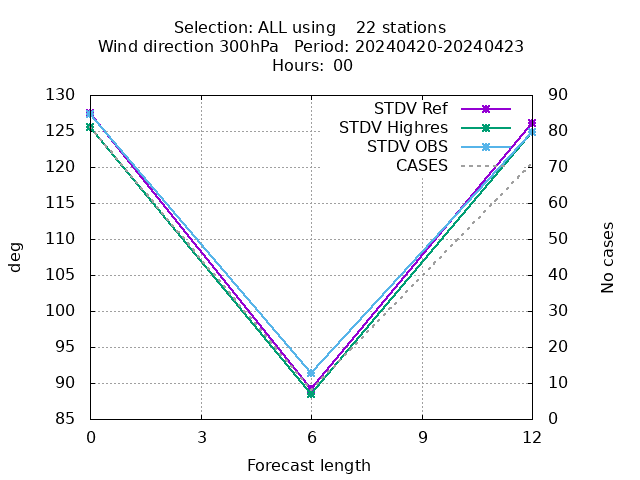 Selection: ALL using    22 stations
Wind direction 300hPa   Period: 20240420-20240423
Hours:  00
STDV Ref
STDV Highres
STDV OBS
CASES
130
125
120
115
110
105
100
95
90
85
90
80
70
60
50
40
30
20
10
0
deg
No cases
0
3
6
9
12
Forecast length